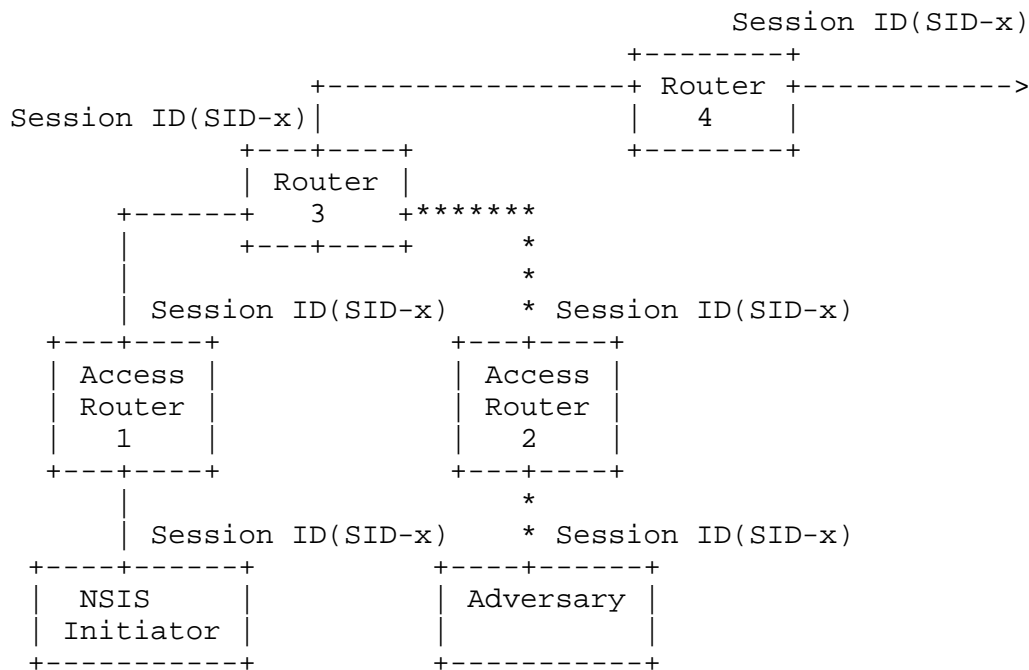 Session ID(SID-x)
+--------+
+-----------------+ Router +------------>
Session ID(SID-x)| | 4 |
+---+----+ +--------+
| Router |
+------+ 3 +*******
| +---+----+ *
| *
| Session ID(SID-x) * Session ID(SID-x)
+---+----+ +---+----+
| Access | | Access |
| Router | | Router |
| 1 | | 2 |
+---+----+ +---+----+
| *
| Session ID(SID-x) * Session ID(SID-x)
+----+------+ +----+------+
| NSIS | | Adversary |
| Initiator | | |
+-----------+ +-----------+